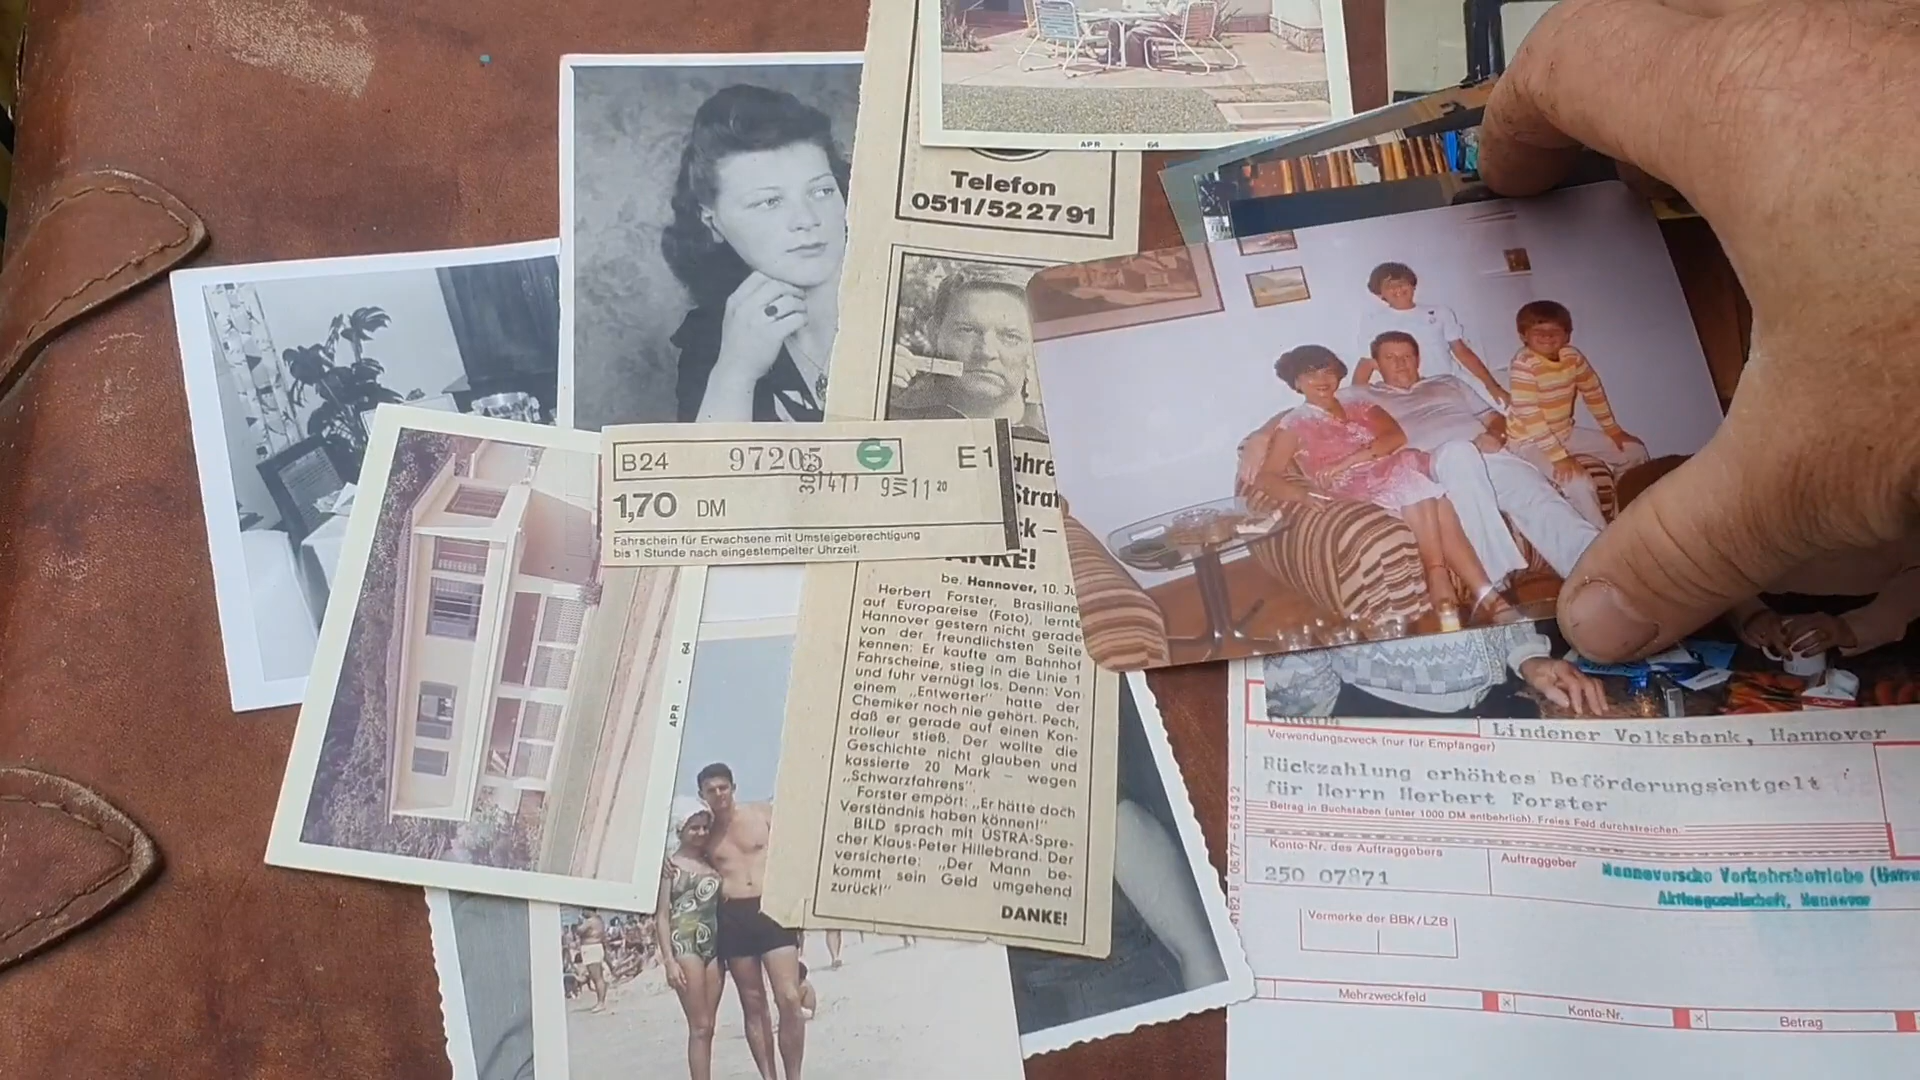 APR • 64
Telefon
0511/522791
B24 97205 E1
1,70 DM
Fahrschein für Erwachsene mit Umsteigeberechtigung
bis 1 Stunde nach eingestempelter Uhrzeit.
APR • 64
be. Hannover, 10.
Herbert Forster, Brasiliane
auf Europareise (Foto), lernte
Hannover gestern nicht gerade
von der freundlichsten Seite
kennen: Er kaufte am Bahnhof
Fahrscheine, stieg in die Linie 1
und fuhr vernügt los. Denn: Von
einem „Entwerter“ hatte der
Chemiker noch nie gehört. Pech,
daß er gerade auf einen Kon-
trolleur stieß. Der wollte die
Geschichte nicht glauben und
kassierte 20 Mark — wegen
„Schwarzfahrens“.
Forster empört: „Er hätte doch
Verständnis haben können!“
BILD sprach mit ÜSTRA-Spre-
cher Klaus-Peter Hillebrand. Der
versicherte: „Der Mann be-
kommt sein Geld umgehend
zurück!“
DANKE!
Lindener Volksbank, Hannover
Verwendungszweck (nur für Empfänger)
Rückzahlung erhöhtes Beförderungsentgelt
für Herrn Herbert Forster
Betrag in Buchstaben (unter 1000 DM entbehrlich). Freies Feld durchstreichen.
Konto-Nr. des Auftraggebers
250 07871
Auftraggeber
Hannoversche Verkehrsbetriebe
Aktiengesellschaft, Hannover
Vermerke der BBk/LZB
Mehrzweckfeld
Konto-Nr.
Betrag